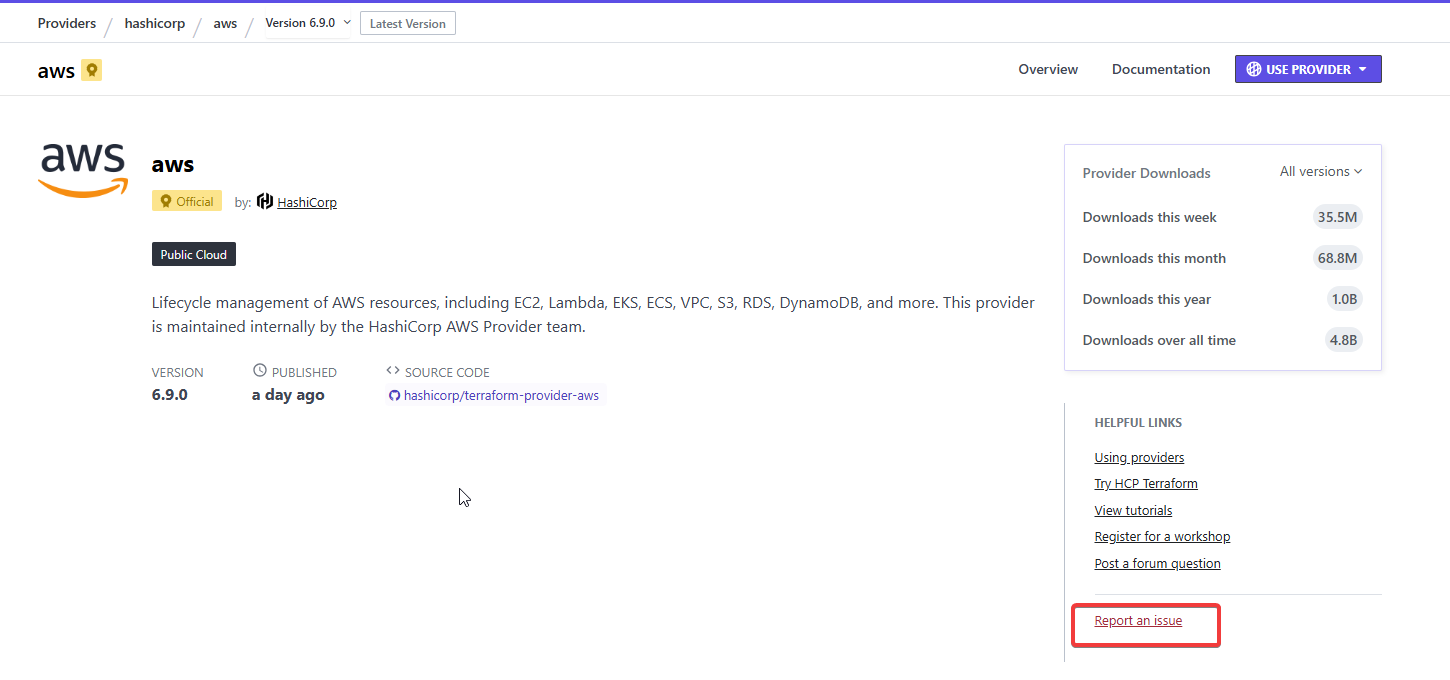 Providers / hashicorp / aws / Version 6.9.0 Latest Version
aws
Overview Documentation USE PROVIDER
aws
aws
Official by: HashiCorp
Public Cloud
Lifecycle management of AWS resources, including EC2, Lambda, EKS, ECS, VPC, S3, RDS, DynamoDB, and more. This provider
is maintained internally by the HashiCorp AWS Provider team.
VERSION
6.9.0
PUBLISHED
a day ago
SOURCE CODE
hashicorp/terraform-provider-aws
Provider Downloads All versions
Downloads this week 35.5M
Downloads this month 68.8M
Downloads this year 1.0B
Downloads over all time 4.8B
HELPFUL LINKS
Using providers
Try HCP Terraform
View tutorials
Register for a workshop
Post a forum question
Report an issue